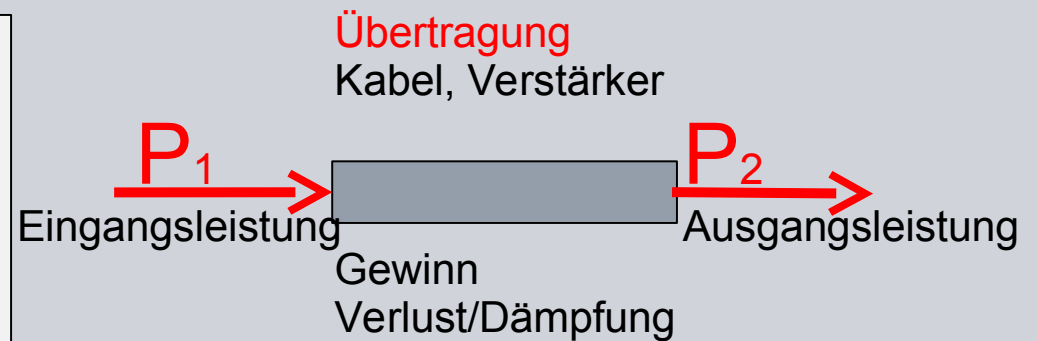 Übertragung
Kabel, Verstärker
P1
P2
Eingangsleistung
Ausgangsleistung
Gewinn
Verlust/Dämpfung